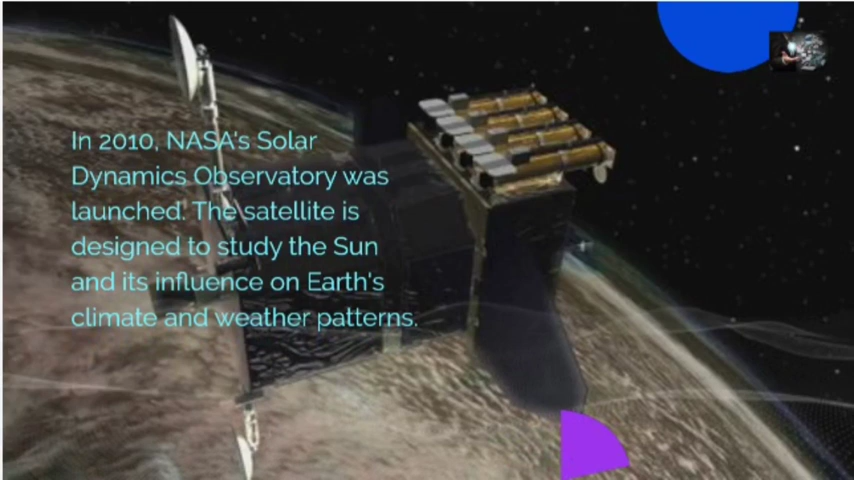 In 2010, NASA's Solar
Dynamics Observatory was
launched. The satellite is
designed to study the Sun
and its influence on Earth's
climate and weather patterns.